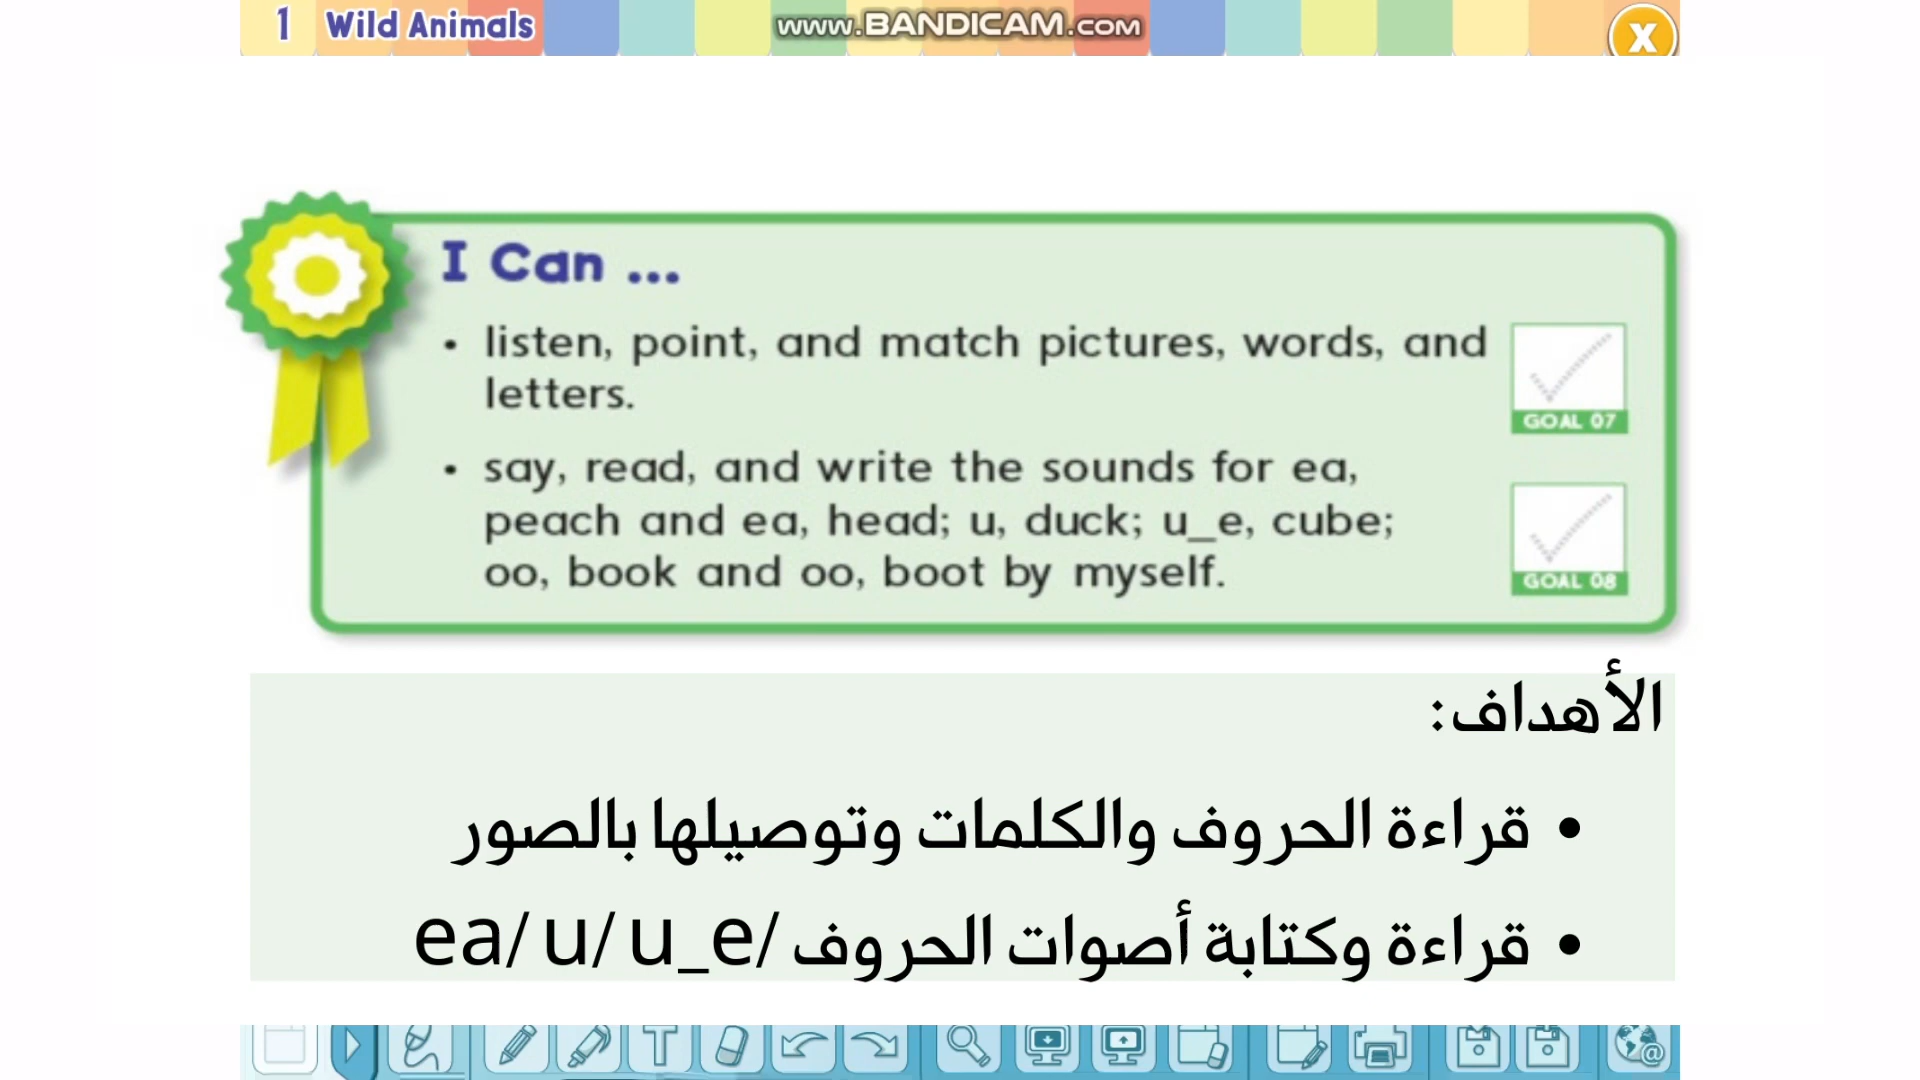 1 Wild Animals
www.BANDICAM.com
X
I Can ...
• listen, point, and match pictures, words, and
letters.
GOAL 07
• say, read, and write the sounds for ea,
peach and ea, head; u, duck; u_e, cube;
oo, book and oo, boot by myself.
GOAL 08
الأهداف:
• قراءة الحروف والكلمات وتوصيلها بالصور
• قراءة وكتابة أصوات الحروف /ea/ u/ u_e
T
@